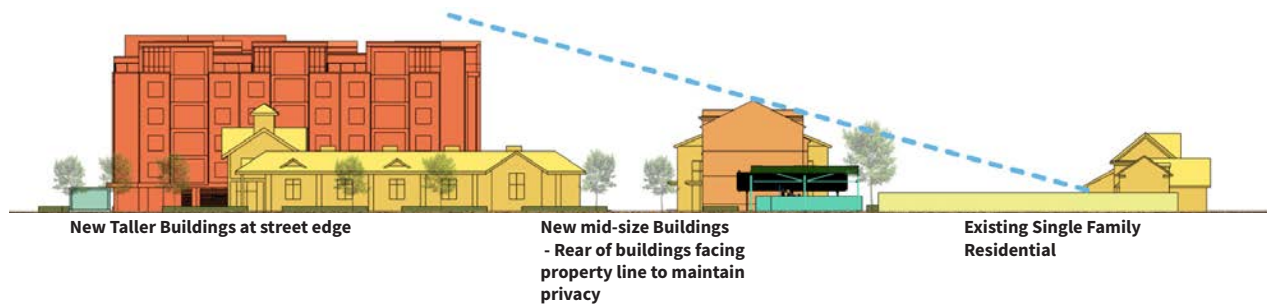 New Taller Buildings at street edge
New mid-size Buildings
- Rear of buildings facing
property line to maintain
privacy
Existing Single Family
Residential